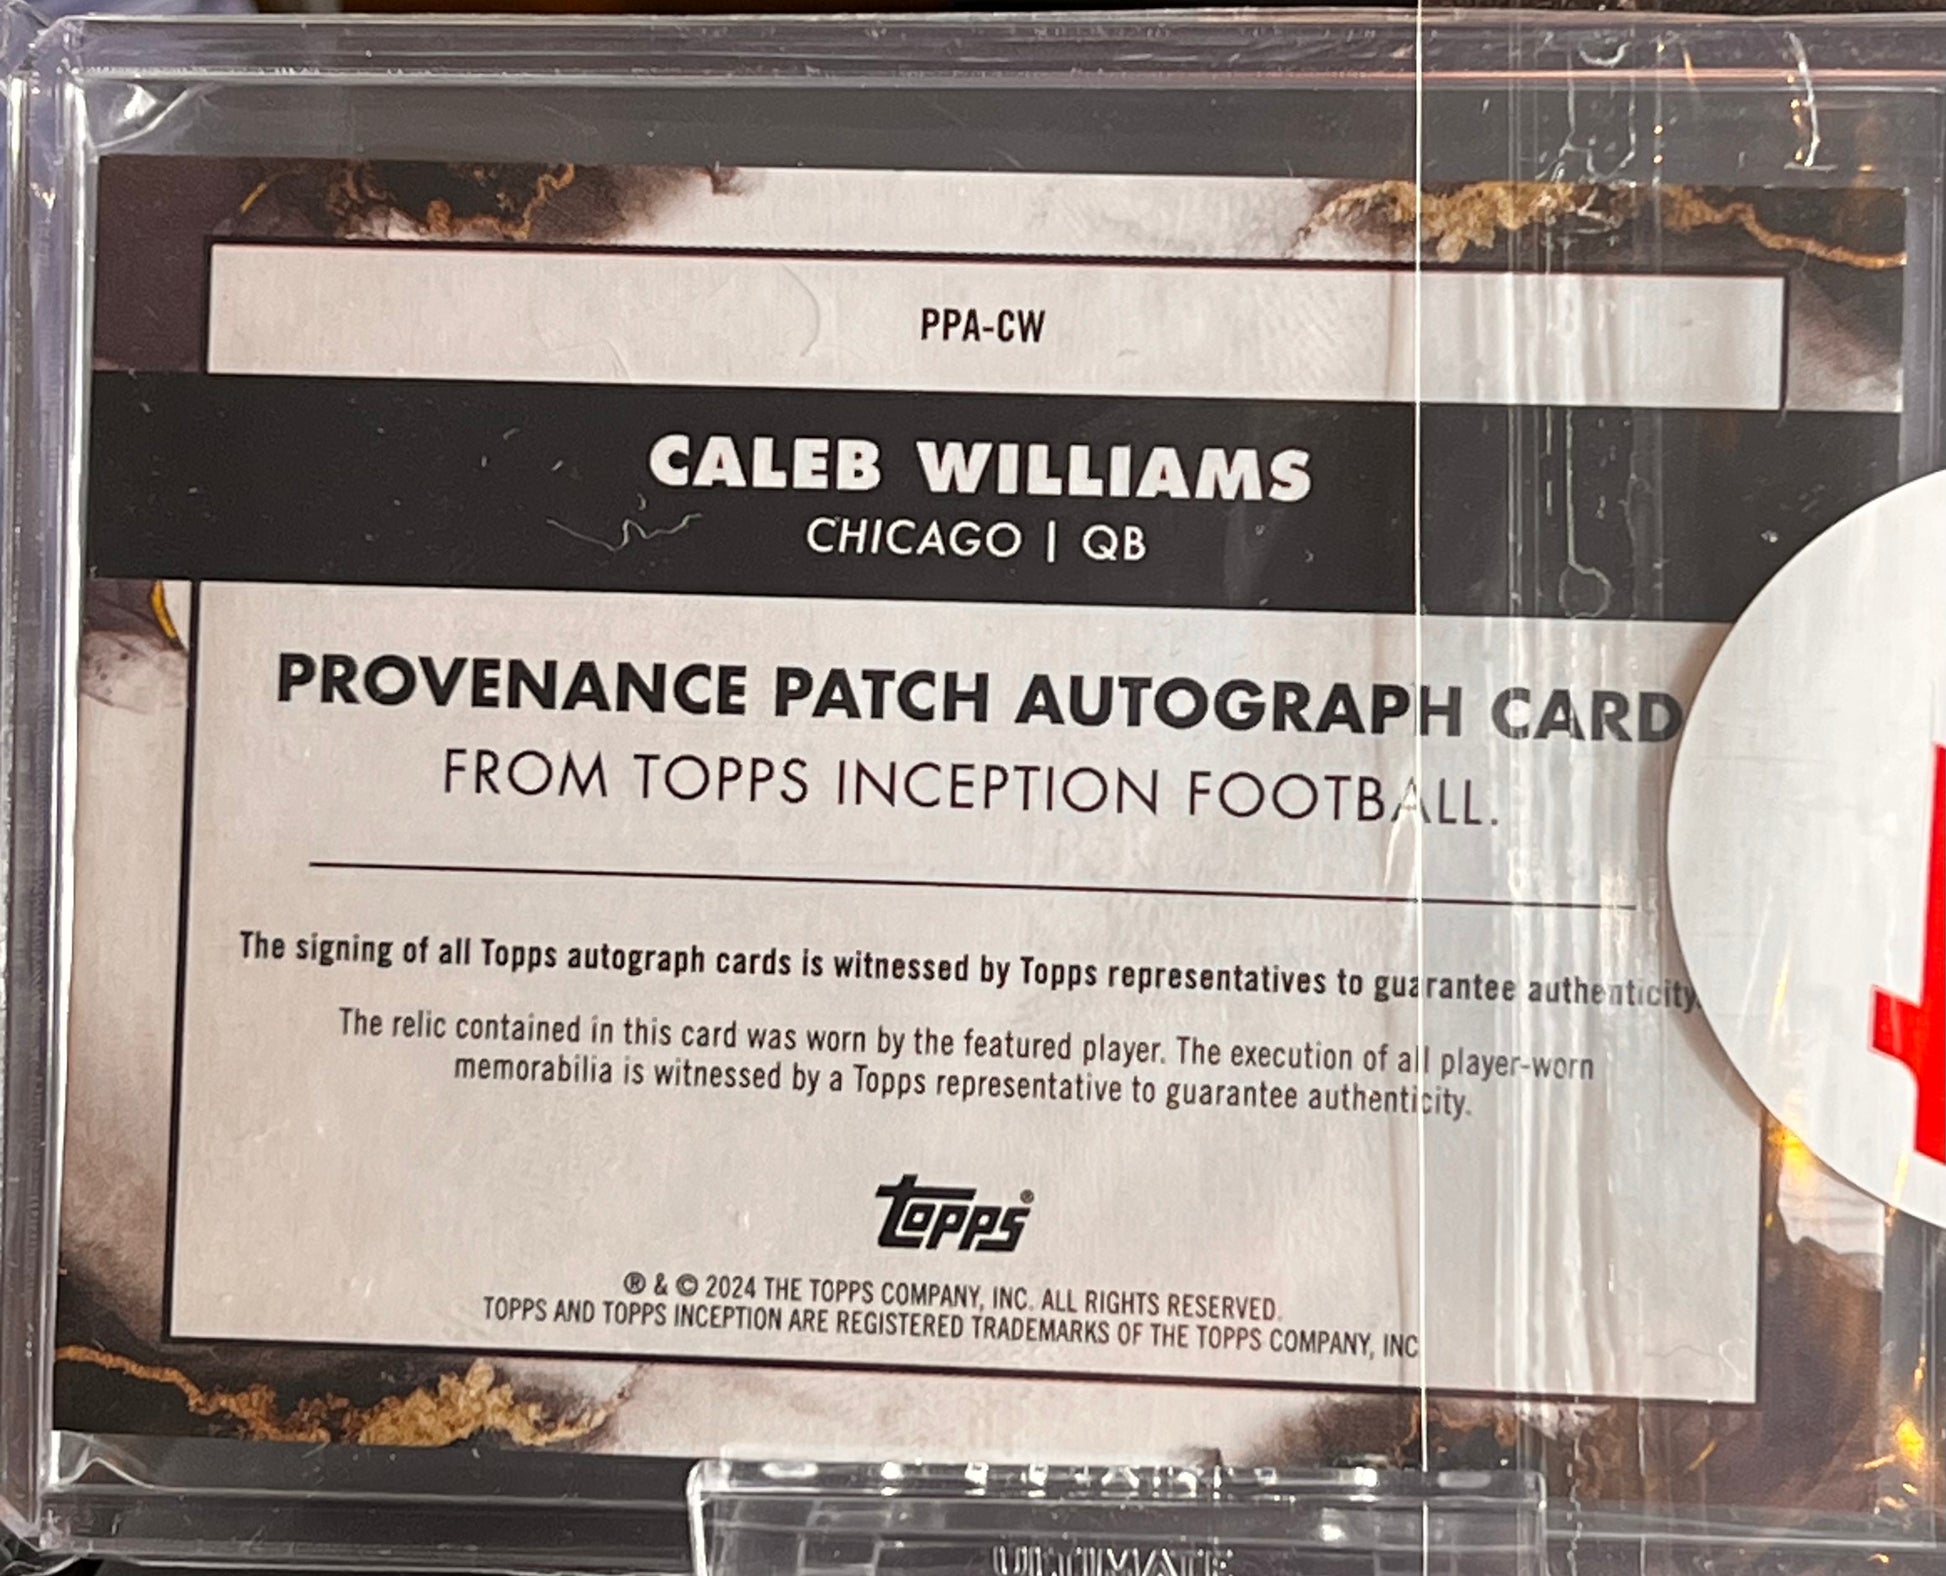 PPA-CW
CALEB WILLIAMS
CHICAGO | QB
PROVENANCE PATCH AUTOGRAPH CARD
FROM TOPPS INCEPTION FOOTBALL.
The signing of all Topps autograph cards is witnessed by Topps representatives to guarantee authenticity.
The relic contained in this card was worn by the featured player. The execution of all player-worn
memorabilia is witnessed by a Topps representative to guarantee authenticity.
topps®
® & © 2024 THE TOPPS COMPANY, INC. ALL RIGHTS RESERVED.
TOPPS AND TOPPS INCEPTION ARE REGISTERED TRADEMARKS OF THE TOPPS COMPANY, INC
ULTIMATE